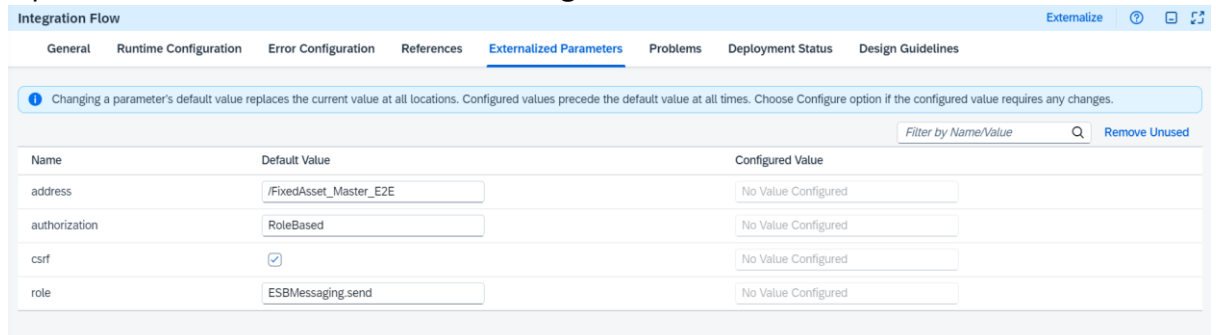 Integration Flow Externalize
General Runtime Configuration Error Configuration References Externalized Parameters Problems Deployment Status Design Guidelines
Changing a parameter's default value replaces the current value at all locations. Configured values precede the default value at all times. Choose Configure option if the configured value requires any changes.
Filter by Name/Value Remove Unused
Name Default Value Configured Value
address /FixedAsset_Master_E2E No Value Configured
authorization RoleBased No Value Configured
csrf No Value Configured
role ESBMessaging.send No Value Configured